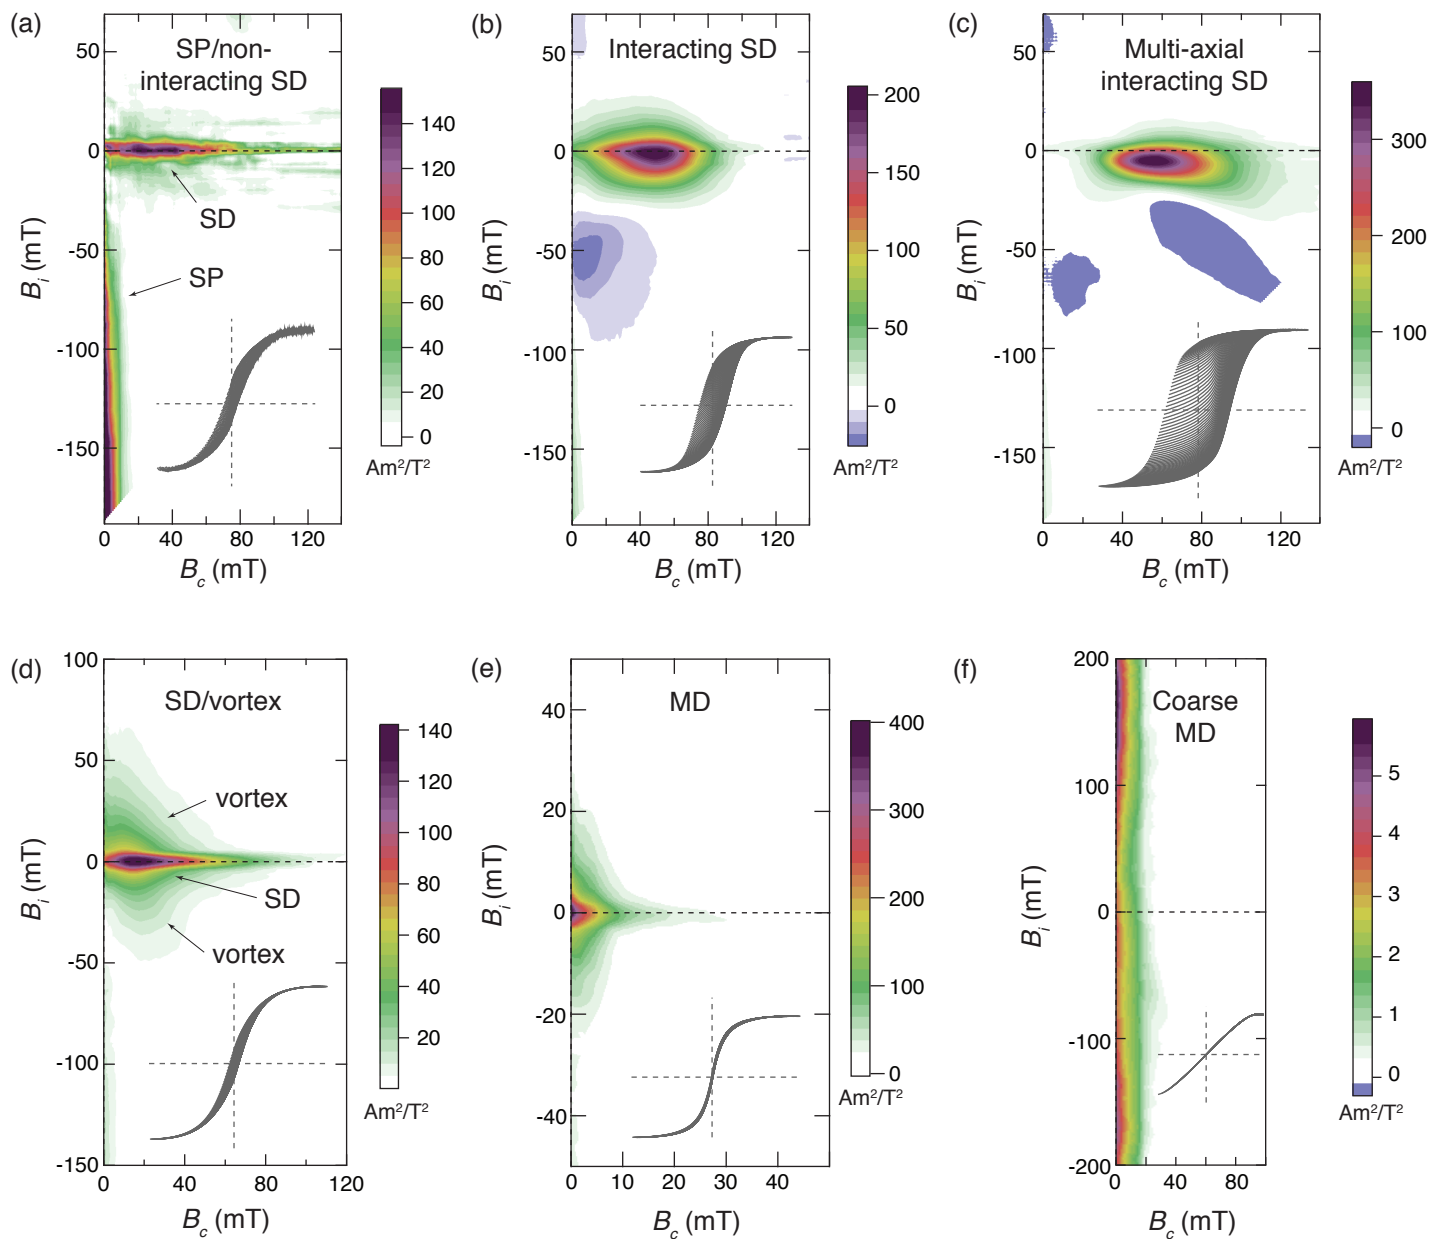 (a)
SP/non-
interacting SD
SD
SP
50
0
-50
-100
-150
B_i (mT)
0 40 80 120
B_c (mT)
140
120
100
80
60
40
20
0
Am²/T²
(b)
Interacting SD
50
0
-50
-100
-150
B_i (mT)
0 40 80 120
B_c (mT)
200
150
100
50
0
Am²/T²
(c)
Multi-axial
interacting SD
50
0
-50
-100
-150
B_i (mT)
0 40 80 120
B_c (mT)
300
200
100
0
Am²/T²
(d)
SD/vortex
vortex
SD
vortex
100
50
0
-50
-100
-150
B_i (mT)
0 40 80 120
B_c (mT)
140
120
100
80
60
40
20
Am²/T²
(e)
MD
40
20
0
-20
-40
B_i (mT)
0 10 20 30 40
B_c (mT)
400
300
200
100
0
Am²/T²
(f)
Coarse
MD
200
100
0
-100
-200
B_i (mT)
0 40 80
B_c (mT)
5
4
3
2
1
0
Am²/T²